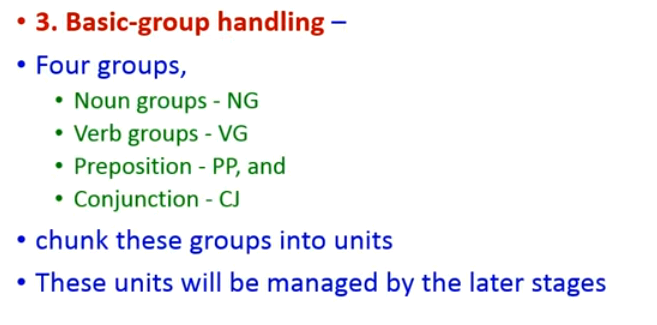 • 3. Basic-group handling –
• Four groups,
• Noun groups - NG
• Verb groups - VG
• Preposition - PP, and
• Conjunction - CJ
• chunk these groups into units
• These units will be managed by the later stages